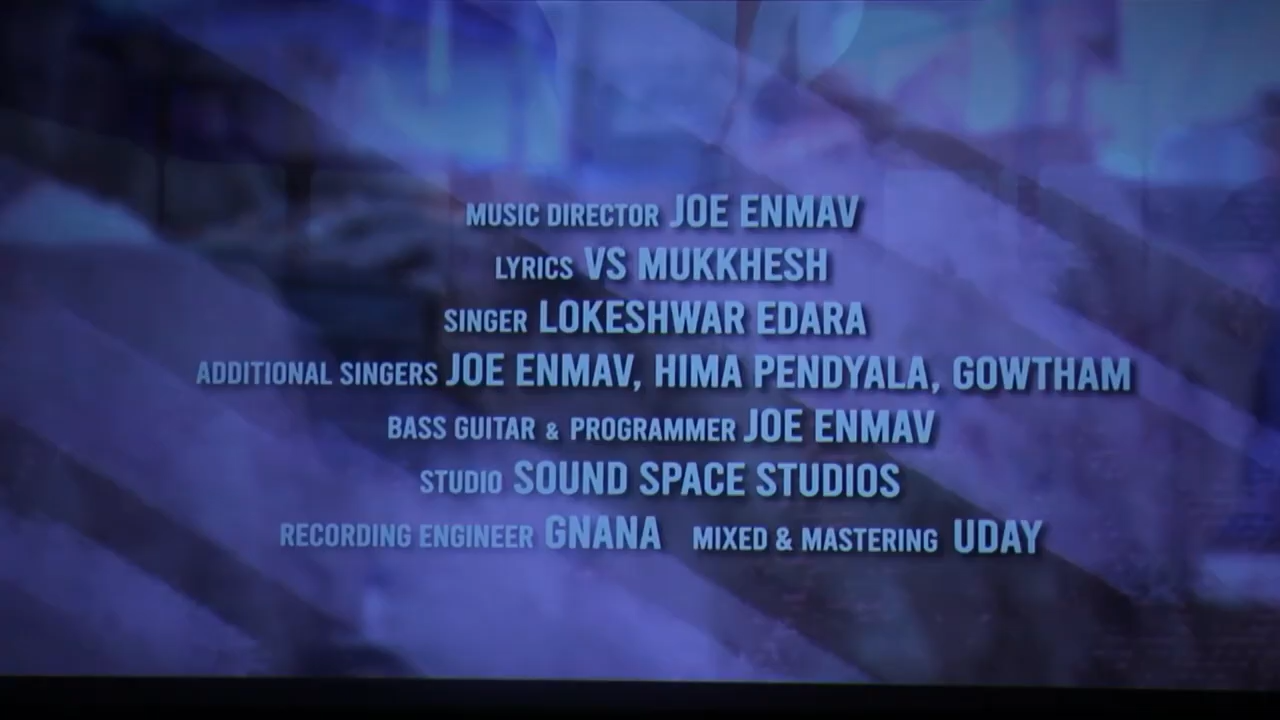 MUSIC DIRECTOR JOE ENMAV
LYRICS VS MUKKHESH
SINGER LOKESHWAR EDARA
ADDITIONAL SINGERS JOE ENMAV, HIMA PENDYALA, GOWTHAM
BASS GUITAR & PROGRAMMER JOE ENMAV
STUDIO SOUND SPACE STUDIOS
RECORDING ENGINEER GNANA MIXED & MASTERING UDAY